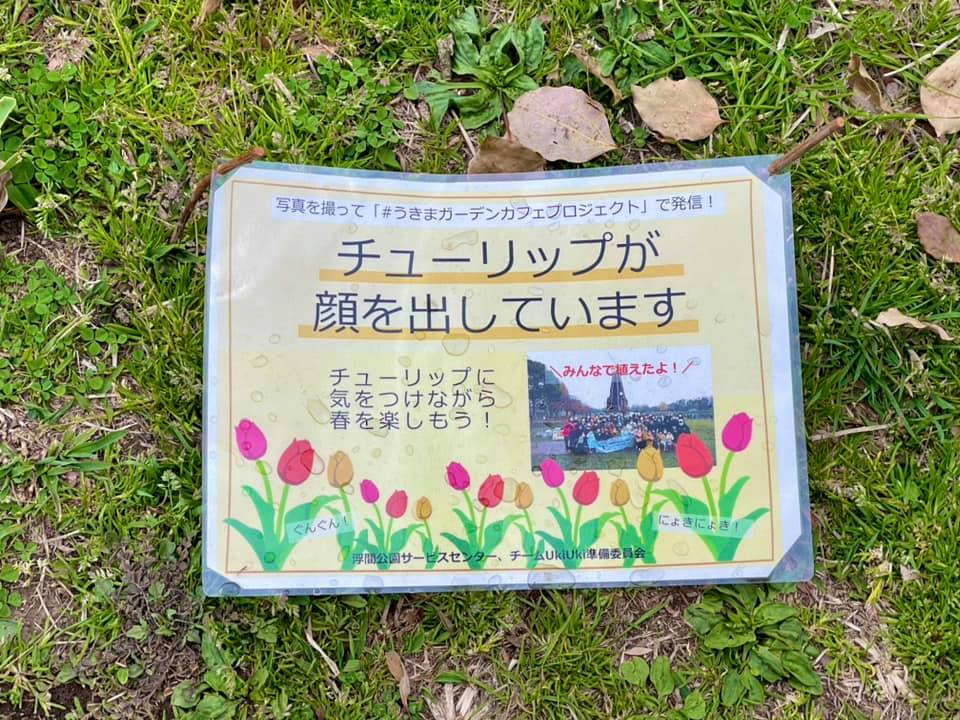 写真を撮って「#うきまガーデンカフェプロジェクト」で発信！
チューリップが
顔を出しています
チューリップに
気をつけながら
春を楽しもう！
＼みんなで植えたよ！／
ぐんぐん！
にょきにょき！
浮間公園サービスセンター、チームUkiUki準備委員会